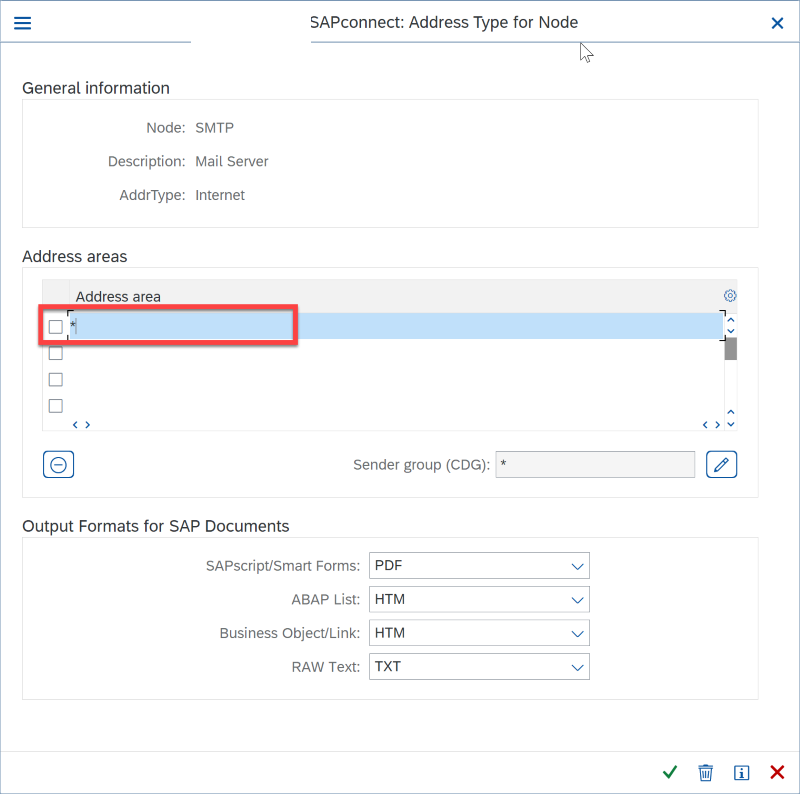 SAPconnect: Address Type for Node
General information
Node: SMTP
Description: Mail Server
AddrType: Internet
Address areas
Address area
*
Sender group (CDG): *
Output Formats for SAP Documents
SAPscript/Smart Forms: PDF
ABAP List: HTM
Business Object/Link: HTM
RAW Text: TXT